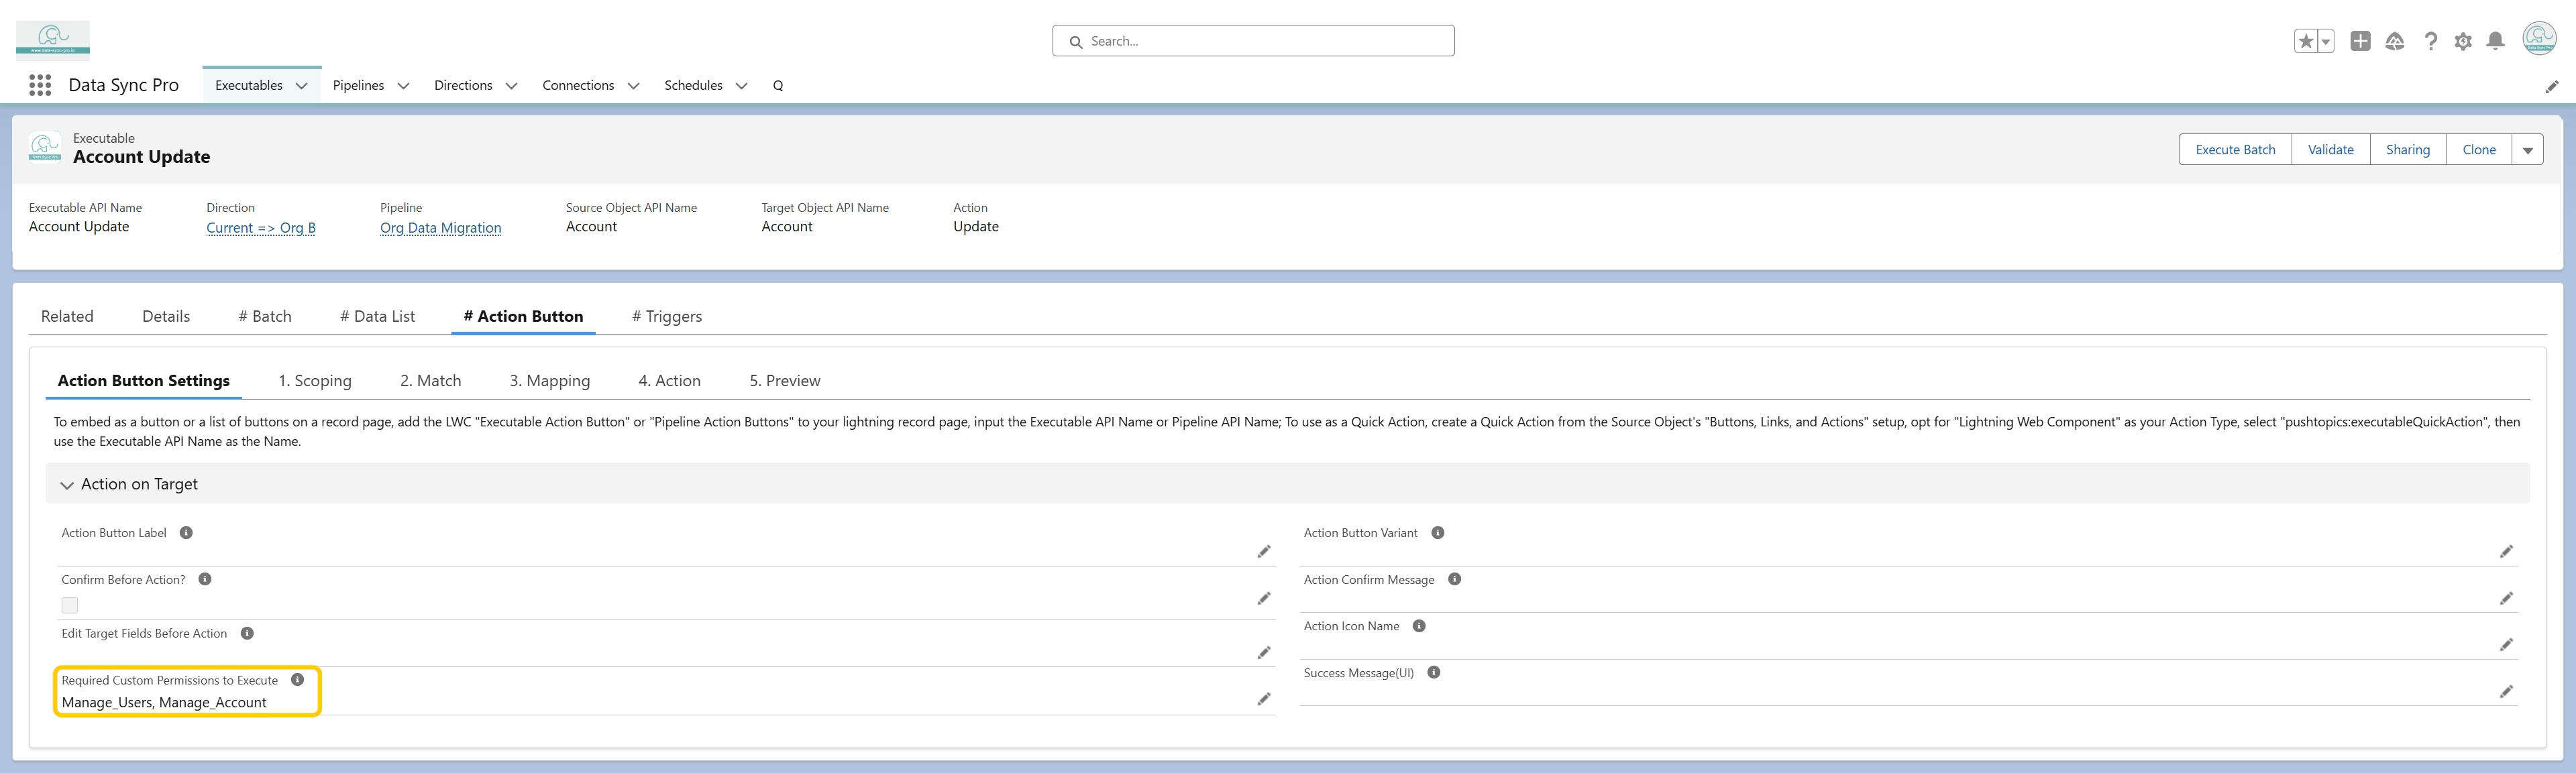 www.data-sync-pro.io
Search...
Data Sync Pro
Executables
Pipelines
Directions
Connections
Schedules
Q
Executable
Account Update
Execute Batch
Validate
Sharing
Clone
Executable API Name
Account Update
Direction
Current => Org B
Pipeline
Org Data Migration
Source Object API Name
Account
Target Object API Name
Account
Action
Update
Related
Details
# Batch
# Data List
# Action Button
# Triggers
Action Button Settings
1. Scoping
2. Match
3. Mapping
4. Action
5. Preview
To embed as a button or a list of buttons on a record page, add the LWC "Executable Action Button" or "Pipeline Action Buttons" to your lightning record page, input the Executable API Name or Pipeline API Name; To use as a Quick Action, create a Quick Action from the Source Object's "Buttons, Links, and Actions" setup, opt for "Lightning Web Component" as your Action Type, select "pushtopics:executableQuickAction", then
use the Executable API Name as the Name.
Action on Target
Action Button Label
Action Button Variant
Confirm Before Action?
Action Confirm Message
Edit Target Fields Before Action
Action Icon Name
Required Custom Permissions to Execute
Manage_Users, Manage_Account
Success Message(UI)